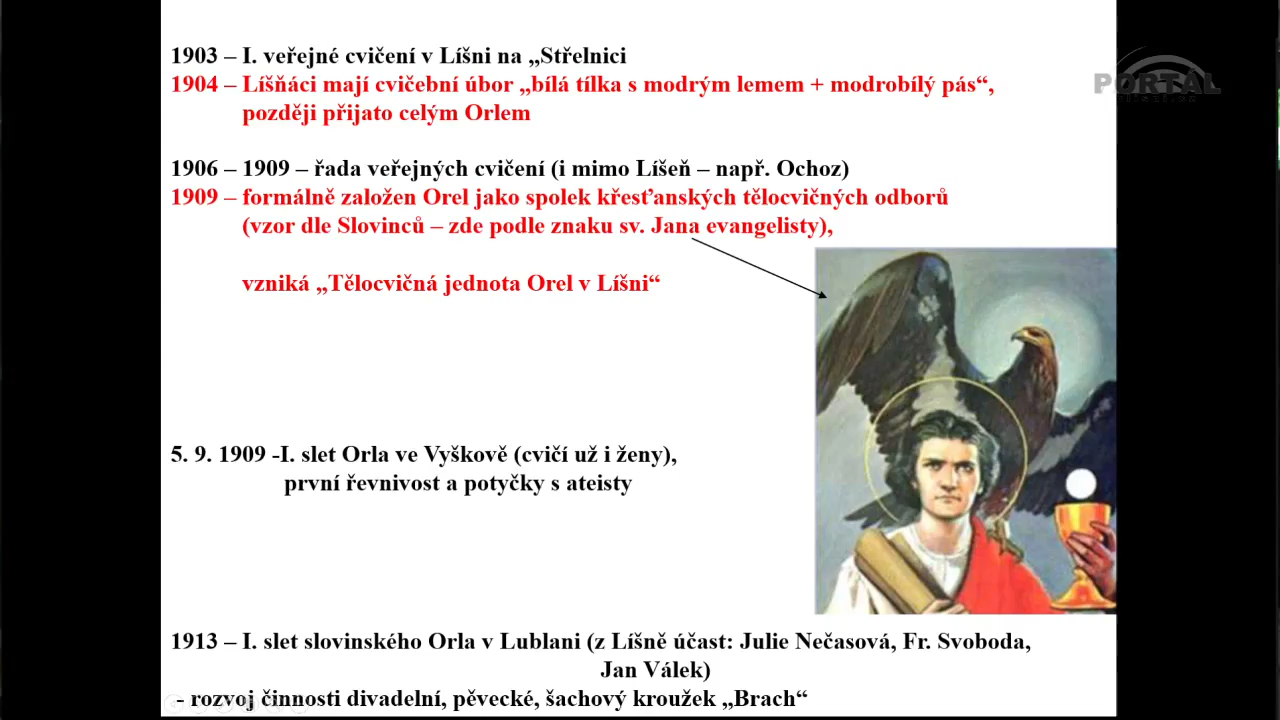 1903 – I. veřejné cvičení v Líšni na „Střelnici
1904 – Líšňáci mají cvičební úbor „bílá tílka s modrým lemem + modrobílý pás“,
později přijato celým Orlem
1906 – 1909 – řada veřejných cvičení (i mimo Líšeň – např. Ochoz)
1909 – formálně založen Orel jako spolek křesťanských tělocvičných odborů
(vzor dle Slovinců – zde podle znaku sv. Jana evangelisty),
vzniká „Tělocvičná jednota Orel v Líšni“
5. 9. 1909 -I. slet Orla ve Vyškově (cvičí už i ženy),
první řevnivost a potyčky s ateisty
1913 – I. slet slovinského Orla v Lublani (z Líšně účast: Julie Nečasová, Fr. Svoboda,
Jan Válek)
- rozvoj činnosti divadelní, pěvecké, šachový kroužek „Brach“
PORTÁL